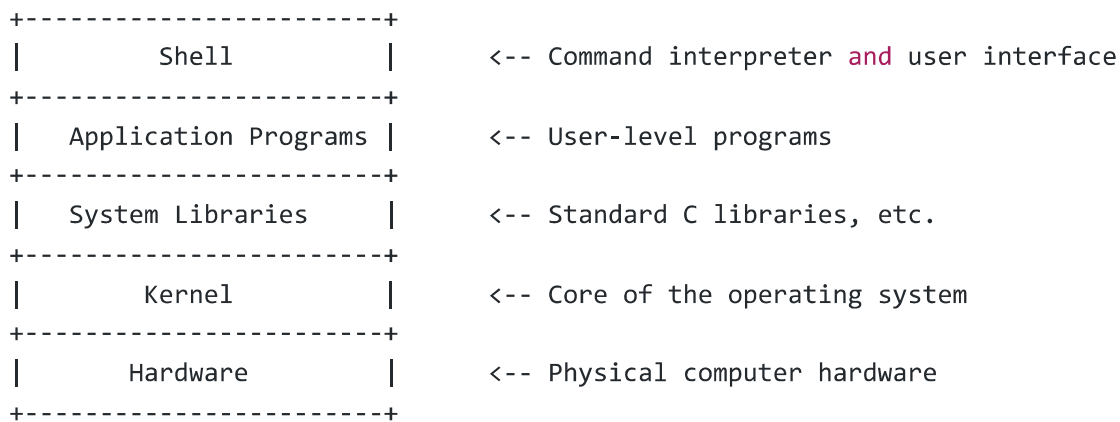 +------------------------+
|         Shell          |      <-- Command interpreter and user interface
+------------------------+
|   Application Programs |      <-- User-level programs
+------------------------+
|   System Libraries     |      <-- Standard C libraries, etc.
+------------------------+
|        Kernel          |      <-- Core of the operating system
+------------------------+
|       Hardware         |      <-- Physical computer hardware
+------------------------+